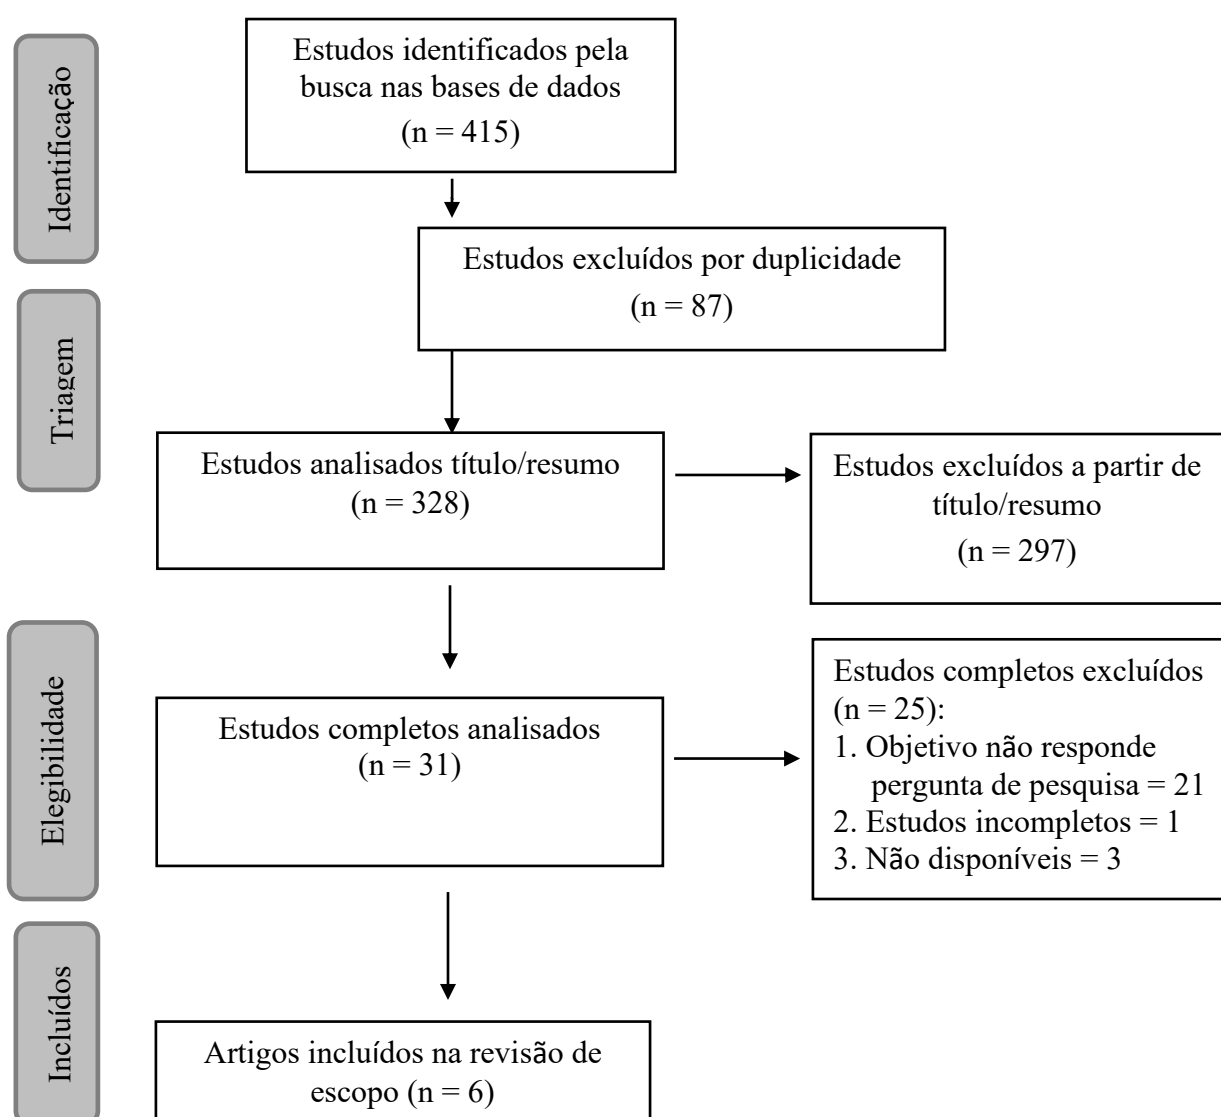 Identificação
Estudos identificados pela
busca nas bases de dados
(n = 415)
Estudos excluídos por duplicidade
(n = 87)
Triagem
Estudos analisados título/resumo
(n = 328)
Estudos excluídos a partir de
título/resumo
(n = 297)
Elegibilidade
Estudos completos analisados
(n = 31)
Estudos completos excluídos
(n = 25):
1. Objetivo não responde
pergunta de pesquisa = 21
2. Estudos incompletos = 1
3. Não disponíveis = 3
Incluídos
Artigos incluídos na revisão de
escopo (n = 6)